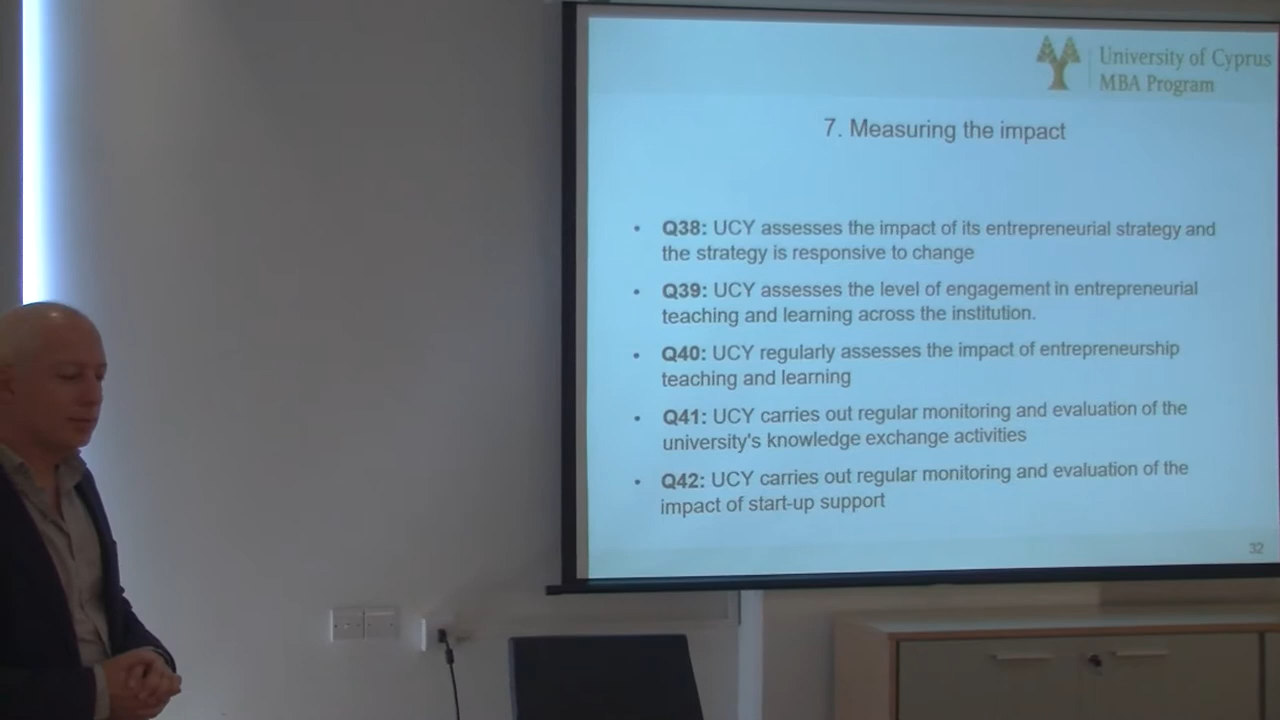 University of Cyprus
MBA Program
7. Measuring the impact
• Q38: UCY assesses the impact of its entrepreneurial strategy and
the strategy is responsive to change
• Q39: UCY assesses the level of engagement in entrepreneurial
teaching and learning across the institution.
• Q40: UCY regularly assesses the impact of entrepreneurship
teaching and learning
• Q41: UCY carries out regular monitoring and evaluation of the
university's knowledge exchange activities
• Q42: UCY carries out regular monitoring and evaluation of the
impact of start-up support
32